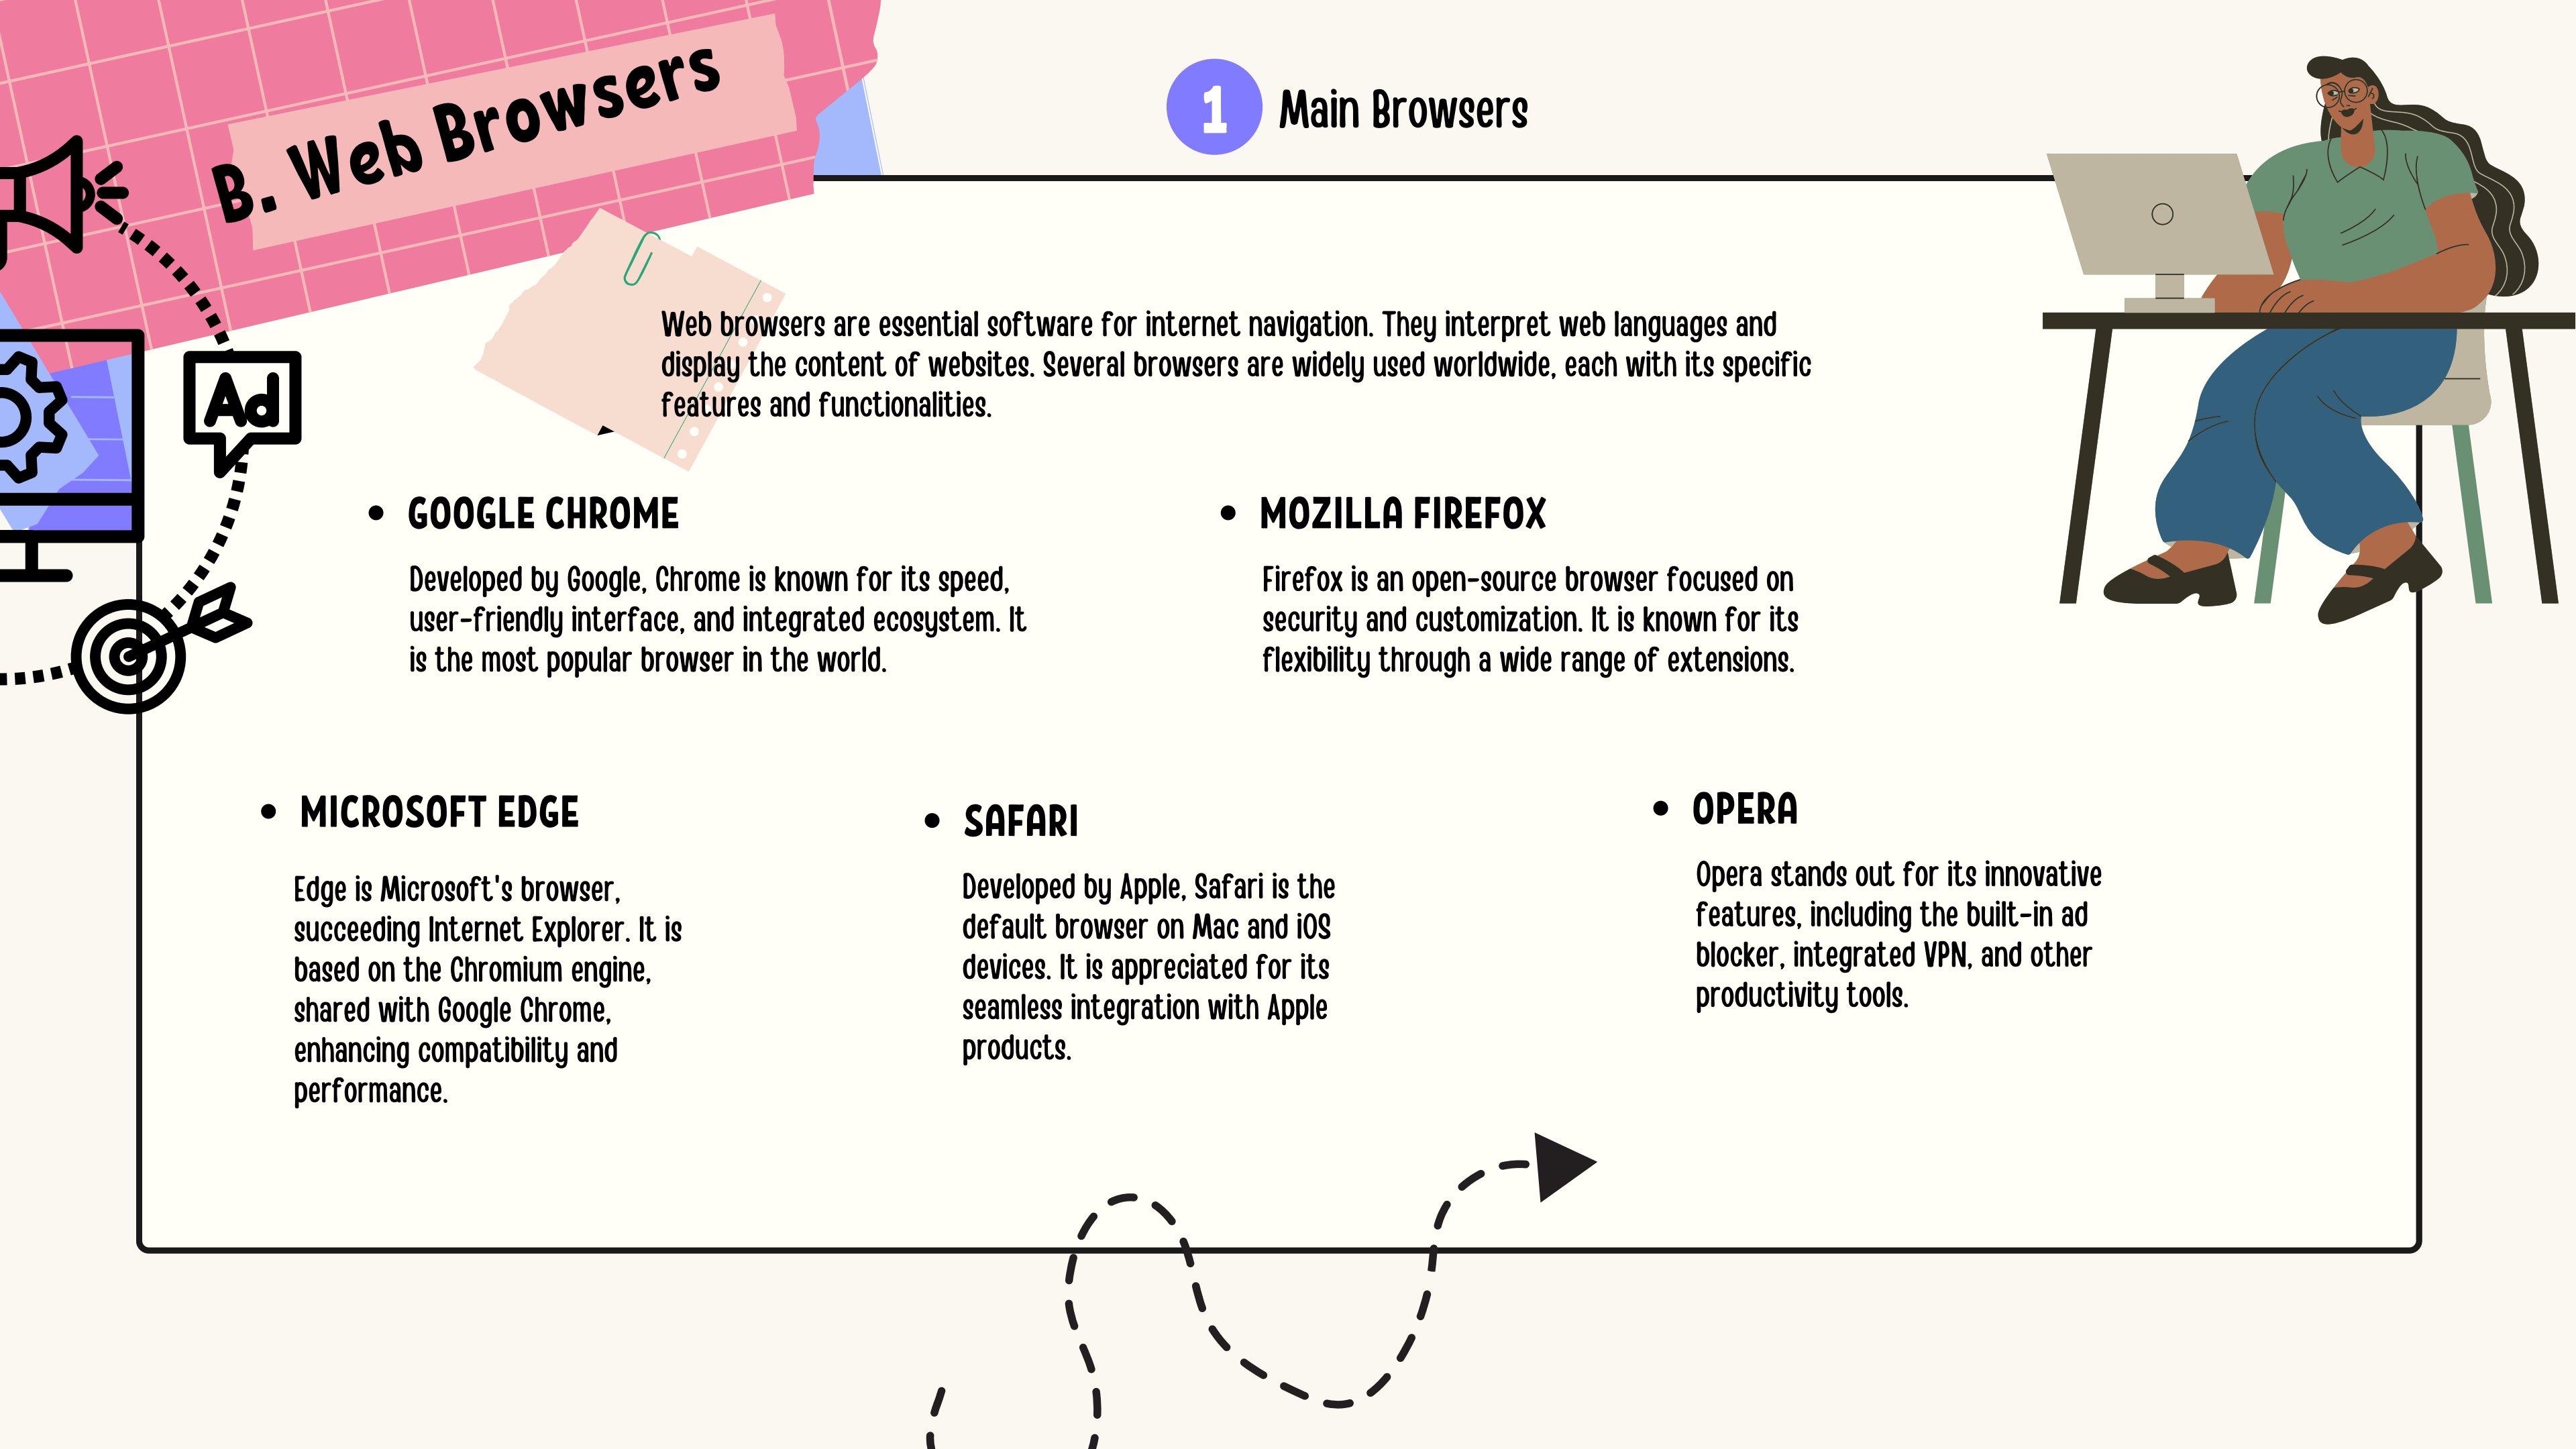 B. Web Browsers
1 Main Browsers
Web browsers are essential software for internet navigation. They interpret web languages and
display the content of websites. Several browsers are widely used worldwide, each with its specific
features and functionalities.
Ad
• GOOGLE CHROME
Developed by Google, Chrome is known for its speed,
user-friendly interface, and integrated ecosystem. It
is the most popular browser in the world.
• MOZILLA FIREFOX
Firefox is an open-source browser focused on
security and customization. It is known for its
flexibility through a wide range of extensions.
• MICROSOFT EDGE
Edge is Microsoft's browser,
succeeding Internet Explorer. It is
based on the Chromium engine,
shared with Google Chrome,
enhancing compatibility and
performance.
• SAFARI
Developed by Apple, Safari is the
default browser on Mac and iOS
devices. It is appreciated for its
seamless integration with Apple
products.
• OPERA
Opera stands out for its innovative
features, including the built-in ad
blocker, integrated VPN, and other
productivity tools.